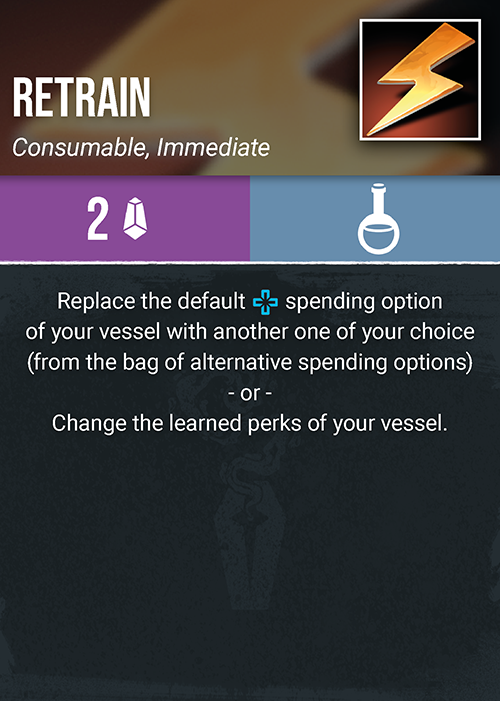 RETRAIN
Consumable, Immediate
2
Replace the default spending option
of your vessel with another one of your choice
(from the bag of alternative spending options)
- or -
Change the learned perks of your vessel.